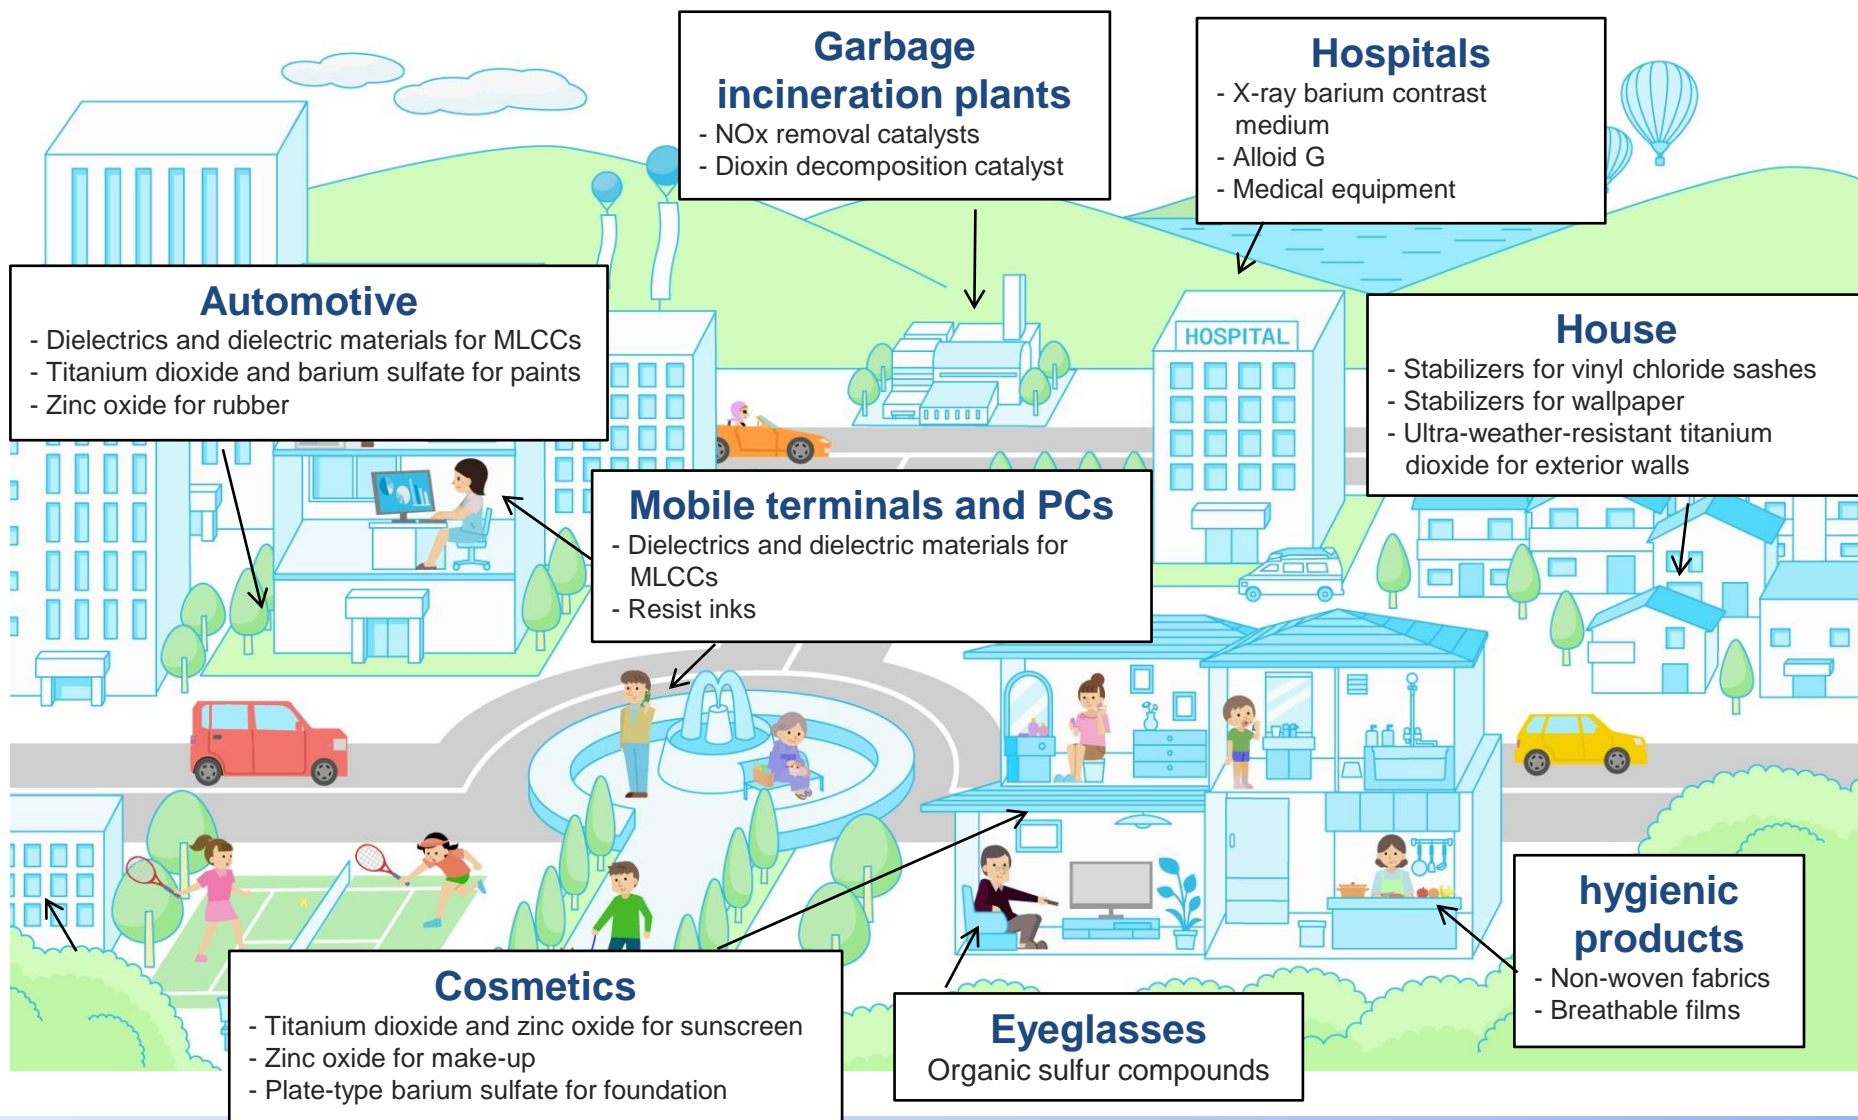 Garbage
incineration plants
- NOx removal catalysts
- Dioxin decomposition catalyst
Hospitals
- X-ray barium contrast
medium
- Alloid G
- Medical equipment
Automotive
- Dielectrics and dielectric materials for MLCCs
- Titanium dioxide and barium sulfate for paints
- Zinc oxide for rubber
HOSPITAL
House
- Stabilizers for vinyl chloride sashes
- Stabilizers for wallpaper
- Ultra-weather-resistant titanium
dioxide for exterior walls
Mobile terminals and PCs
- Dielectrics and dielectric materials for
MLCCs
- Resist inks
hygienic
products
- Non-woven fabrics
- Breathable films
Cosmetics
- Titanium dioxide and zinc oxide for sunscreen
- Zinc oxide for make-up
- Plate-type barium sulfate for foundation
Eyeglasses
Organic sulfur compounds